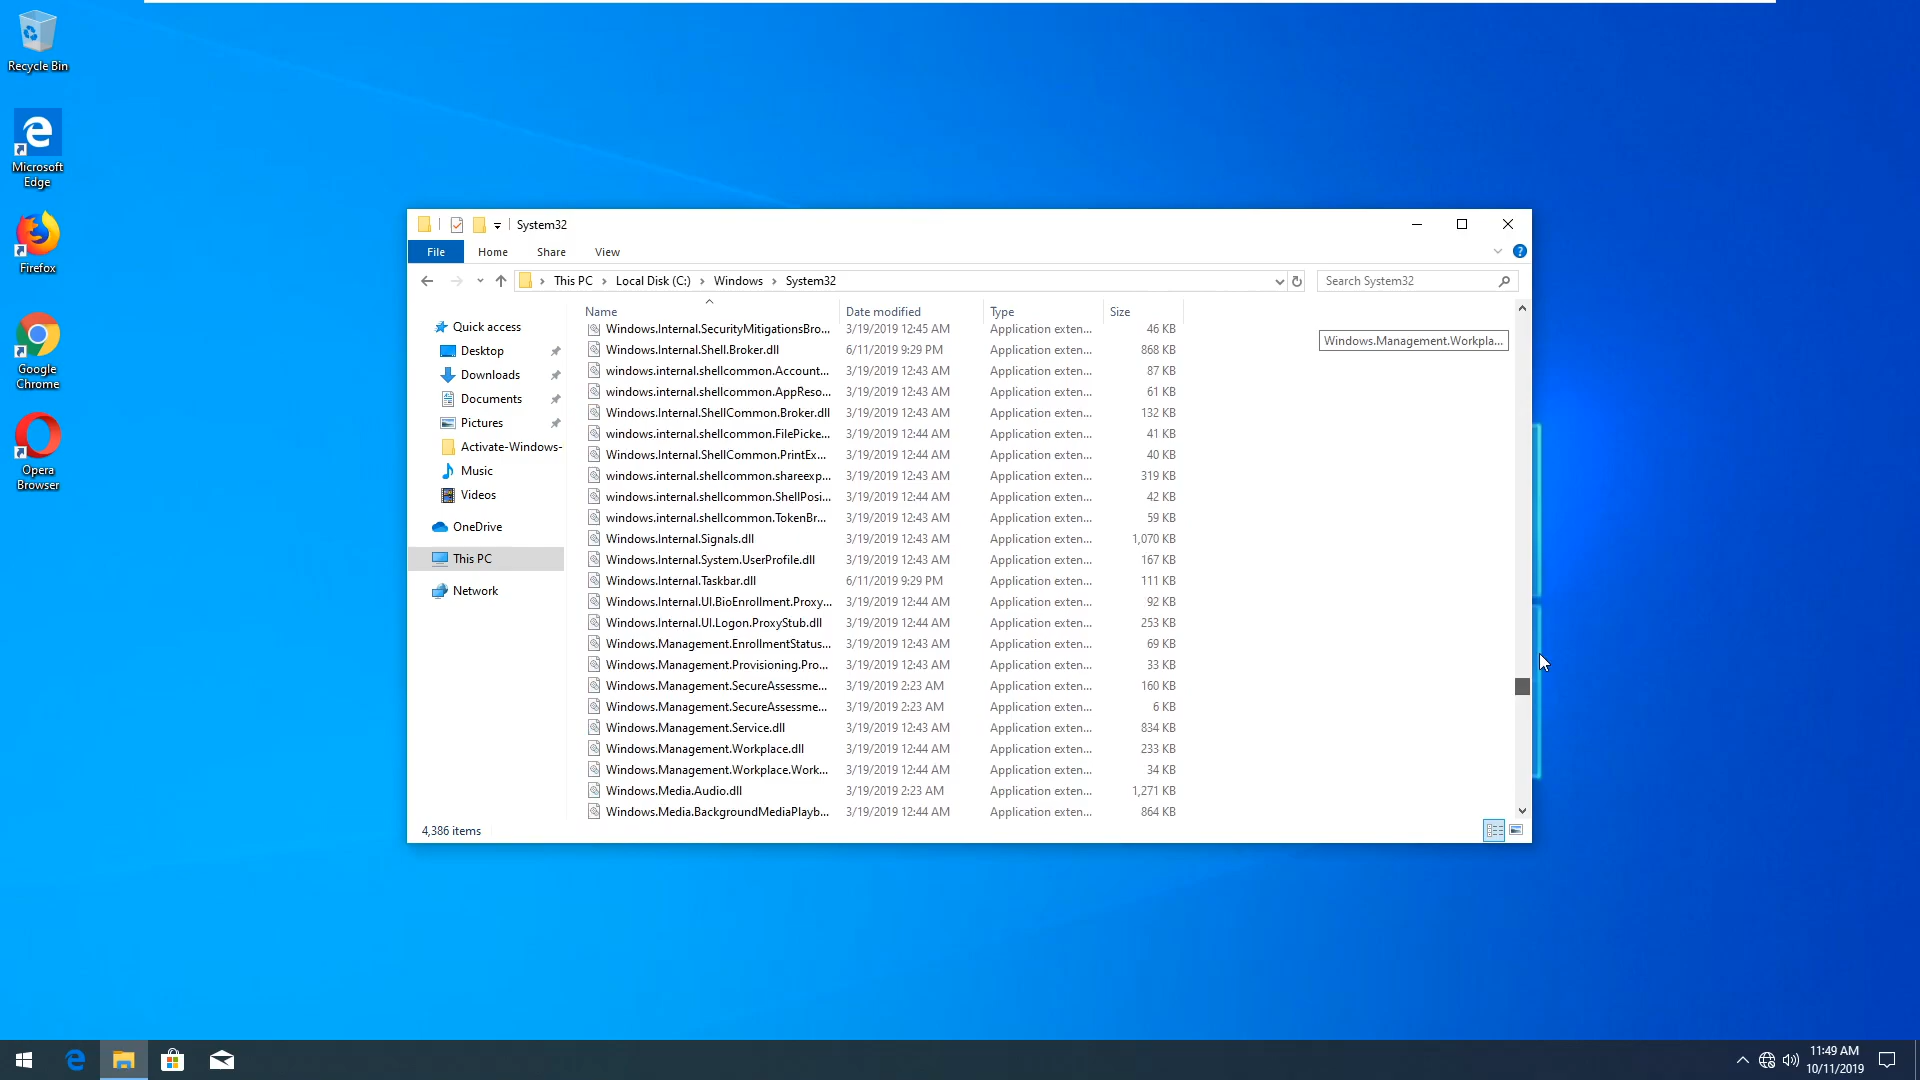 Recycle Bin
Microsoft
Edge
Firefox
Google
Chrome
Opera
Browser
System32
File Home Share View
This PC Local Disk (C:) Windows System32
Search System32
Quick access
Desktop
Downloads
Documents
Pictures
Activate-Windows-
Music
Videos
OneDrive
This PC
Network
Name Date modified Type Size
Windows.Internal.SecurityMitigationsBro... 3/19/2019 12:45 AM Application exten... 46 KB
Windows.Internal.Shell.Broker.dll 6/11/2019 9:29 PM Application exten... 868 KB
windows.internal.shellcommon.Account... 3/19/2019 12:43 AM Application exten... 87 KB
windows.internal.shellcommon.AppReso... 3/19/2019 12:43 AM Application exten... 61 KB
Windows.Internal.ShellCommon.Broker.dll 3/19/2019 12:43 AM Application exten... 132 KB
windows.internal.shellcommon.FilePicke... 3/19/2019 12:44 AM Application exten... 41 KB
Windows.Internal.ShellCommon.PrintEx... 3/19/2019 12:44 AM Application exten... 40 KB
windows.internal.shellcommon.shareexp... 3/19/2019 12:43 AM Application exten... 319 KB
windows.internal.shellcommon.ShellPosi... 3/19/2019 12:44 AM Application exten... 42 KB
windows.internal.shellcommon.TokenBr... 3/19/2019 12:43 AM Application exten... 59 KB
Windows.Internal.Signals.dll 3/19/2019 12:43 AM Application exten... 1,070 KB
Windows.Internal.System.UserProfile.dll 3/19/2019 12:43 AM Application exten... 167 KB
Windows.Internal.Taskbar.dll 6/11/2019 9:29 PM Application exten... 111 KB
Windows.Internal.UI.BioEnrollment.Proxy... 3/19/2019 12:44 AM Application exten... 92 KB
Windows.Internal.UI.Logon.ProxyStub.dll 3/19/2019 12:44 AM Application exten... 253 KB
Windows.Management.EnrollmentStatus... 3/19/2019 12:43 AM Application exten... 69 KB
Windows.Management.Provisioning.Pro... 3/19/2019 12:43 AM Application exten... 33 KB
Windows.Management.SecureAssessme... 3/19/2019 2:23 AM Application exten... 160 KB
Windows.Management.SecureAssessme... 3/19/2019 2:23 AM Application exten... 6 KB
Windows.Management.Service.dll 3/19/2019 12:43 AM Application exten... 834 KB
Windows.Management.Workplace.dll 3/19/2019 12:44 AM Application exten... 233 KB
Windows.Management.Workplace.Work... 3/19/2019 12:44 AM Application exten... 34 KB
Windows.Media.Audio.dll 3/19/2019 2:23 AM Application exten... 1,271 KB
Windows.Media.BackgroundMediaPlayb... 3/19/2019 12:44 AM Application exten... 864 KB
Windows.Management.Workpla...
4,386 items
11:49 AM
10/11/2019